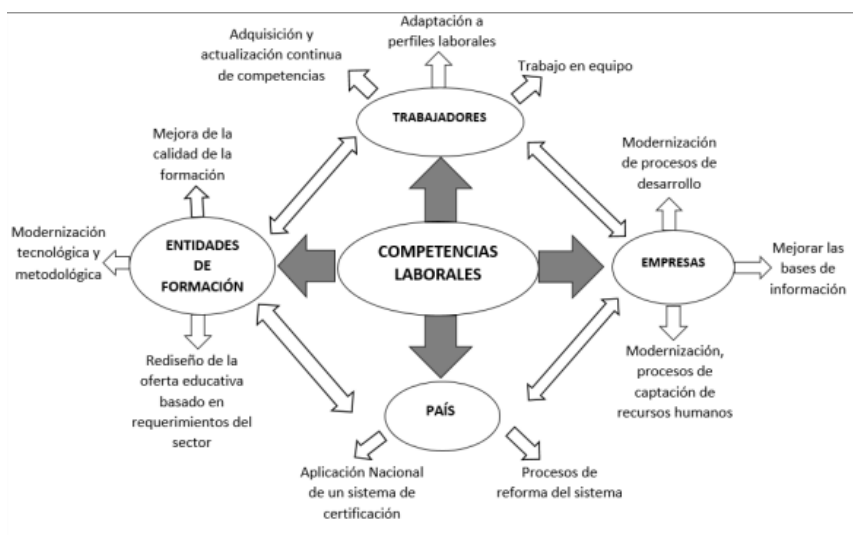 Adquisición y
actualización continua
de competencias
Adaptación a
perfiles laborales
Trabajo en equipo
TRABAJADORES
Mejora de la
calidad de la
formación
Modernización
de procesos de
desarrollo
Modernización
tecnológica y
metodológica
ENTIDADES
DE
FORMACIÓN
COMPETENCIAS
LABORALES
EMPRESAS
Mejorar las
bases de
información
Rediseño de la
oferta educativa
basado en
requerimientos del
sector
Modernización,
procesos de
captación de
recursos humanos
PAÍS
Aplicación Nacional
de un sistema de
certificación
Procesos de
reforma del sistema